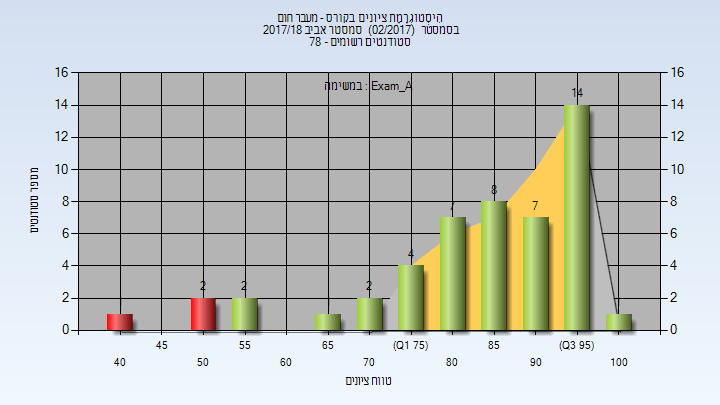 היסטוגרמת ציונים בקורס - מעבר חום
בסמסטר (02/2017) סמסטר אביב 2017/18
סטודנטים רשומים - 78
במשימה : Exam_A
מספר סטודנטים
16 16
14 14
12 12
10 10
8 8
6 6
4 4
2 2
0 0
2 2 2 4 7 8 7 14
45 55 65 (Q1 75) 85 (Q3 95)
40 50 60 70 80 90 100
טווח ציונים